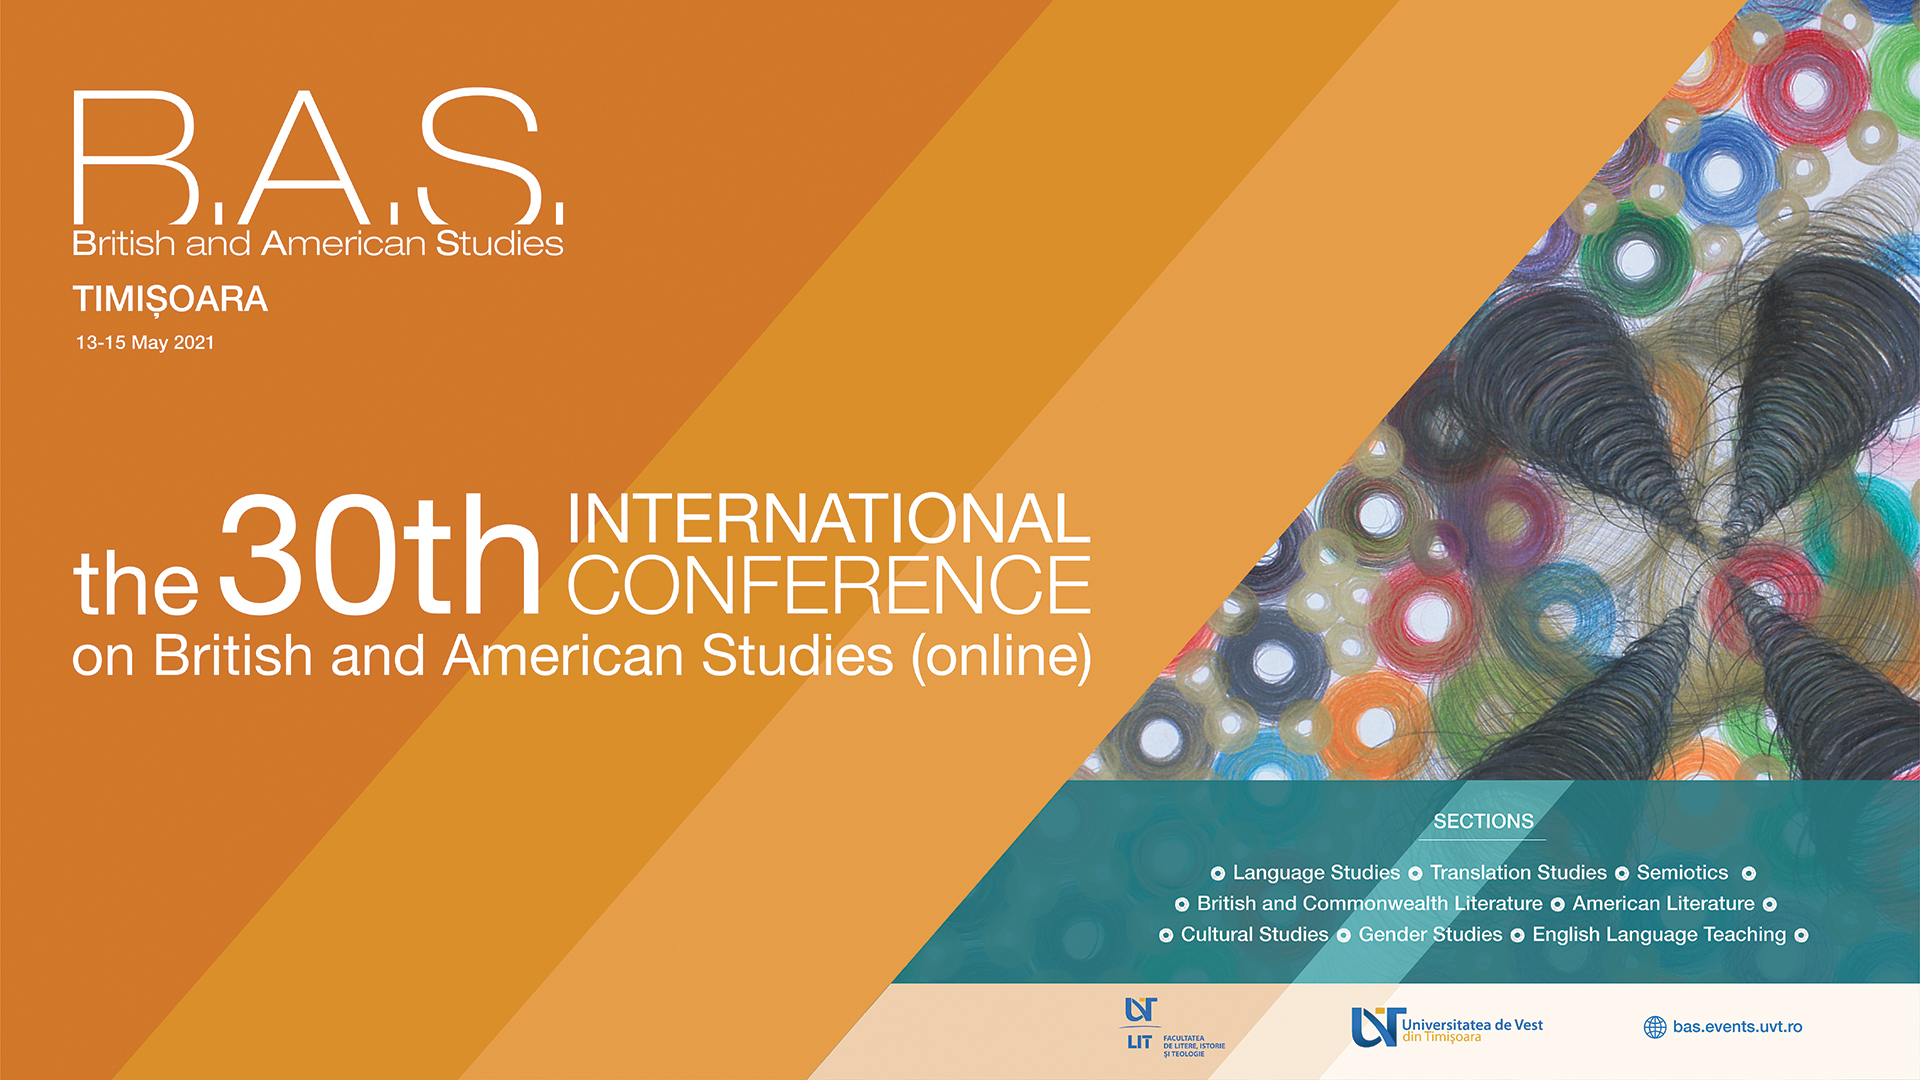 B.A.S.
British and American Studies
TIMIȘOARA
13-15 May 2021
the 30th INTERNATIONAL CONFERENCE
on British and American Studies (online)
SECTIONS
Language Studies Translation Studies Semiotics
British and Commonwealth Literature American Literature
Cultural Studies Gender Studies English Language Teaching
UVT
LIT
FACULTATEA
DE LITERE, ISTORIE
ȘI TEOLOGIE
UVT
Universitatea de Vest
din Timișoara
bas.events.uvt.ro